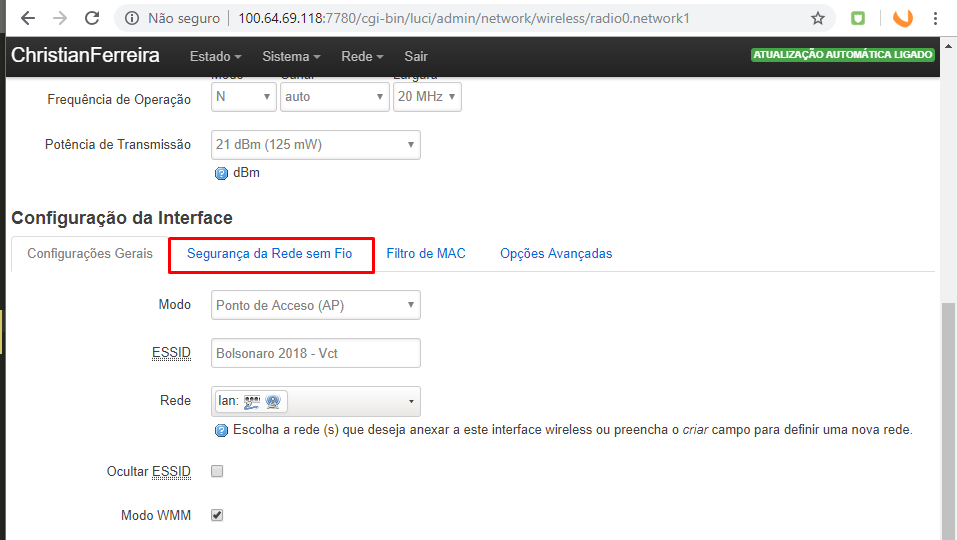 Não seguro | 100.64.69.118:7780/cgi-bin/luci/admin/network/wireless/radio0.network1
ChristianFerreira Estado Sistema Rede Sair ATUALIZAÇÃO AUTOMÁTICA LIGADO
Modo Canal Largura
Frequência de Operação N auto 20 MHz
Potência de Transmissão 21 dBm (125 mW)
dBm
Configuração da Interface
Configurações Gerais Segurança da Rede sem Fio Filtro de MAC Opções Avançadas
Modo Ponto de Acceso (AP)
ESSID Bolsonaro 2018 - Vct
Rede lan:
Escolha a rede (s) que deseja anexar a este interface wireless ou preencha o criar campo para definir uma nova rede.
Ocultar ESSID
Modo WMM